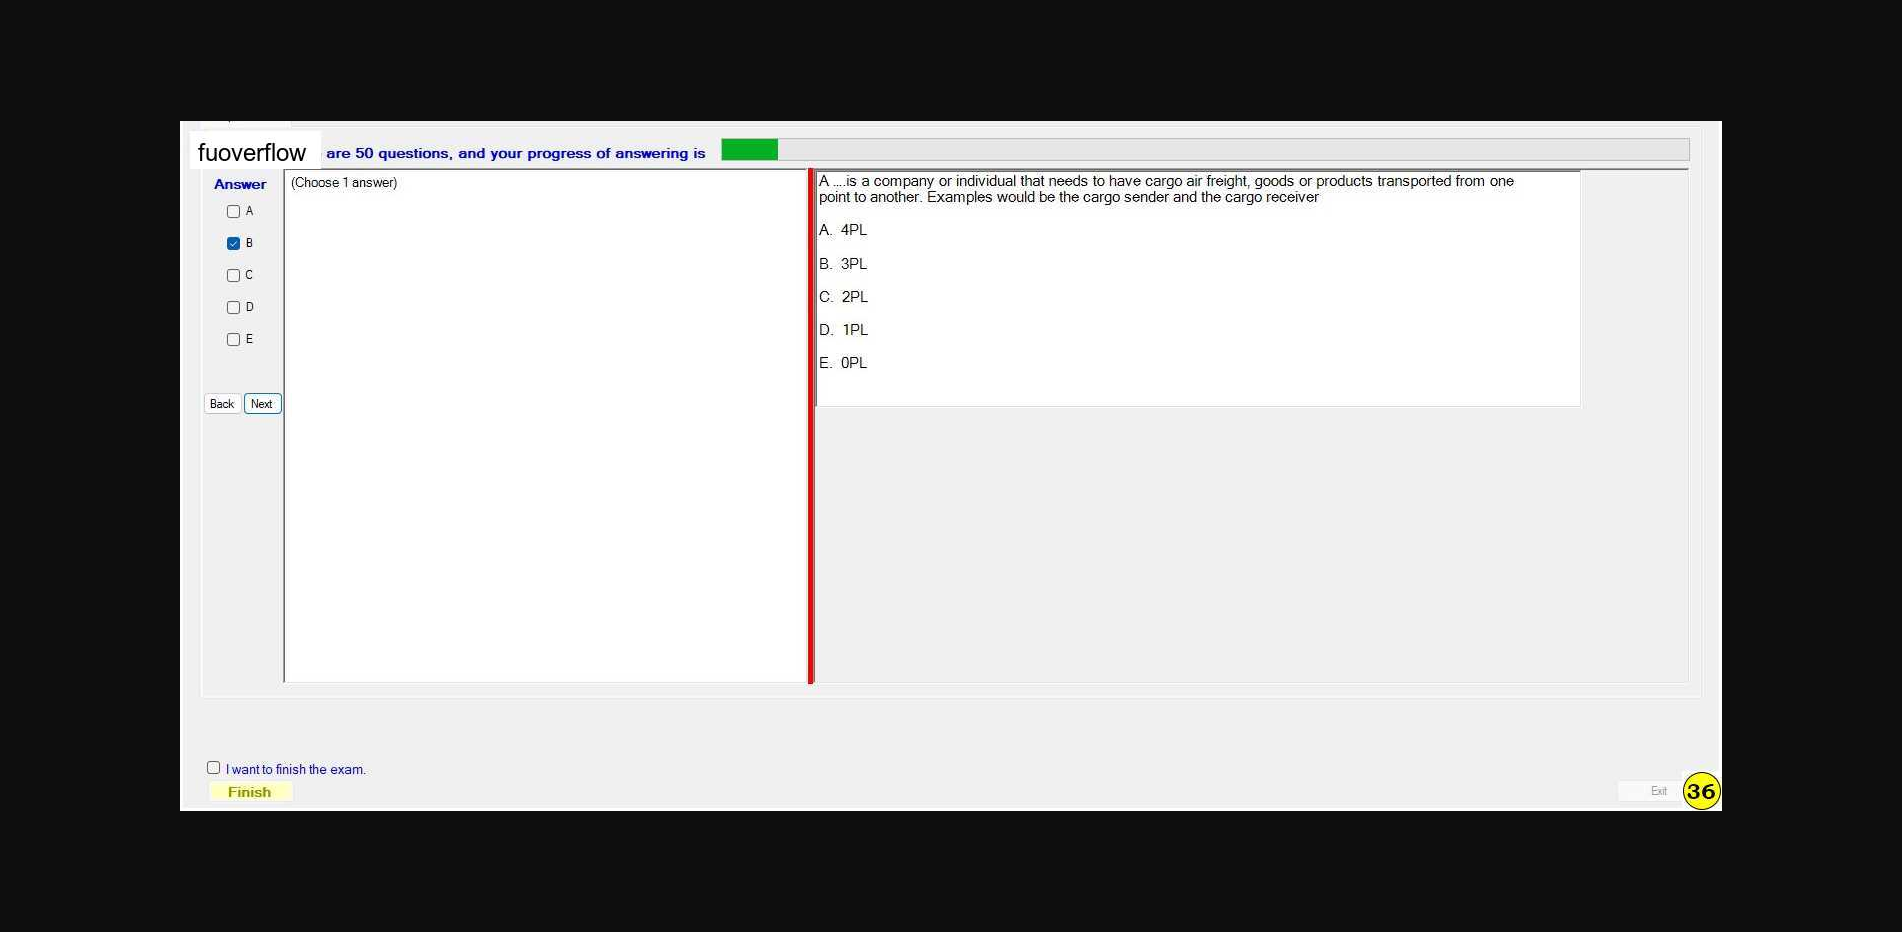 fuoverflow are 50 questions, and your progress of answering is
Answer
A
B
C
D
E
Back Next
(Choose 1 answer)
A ....is a company or individual that needs to have cargo air freight, goods or products transported from one
point to another. Examples would be the cargo sender and the cargo receiver
A. 4PL
B. 3PL
C. 2PL
D. 1PL
E. 0PL
I want to finish the exam.
Finish
Exit
36